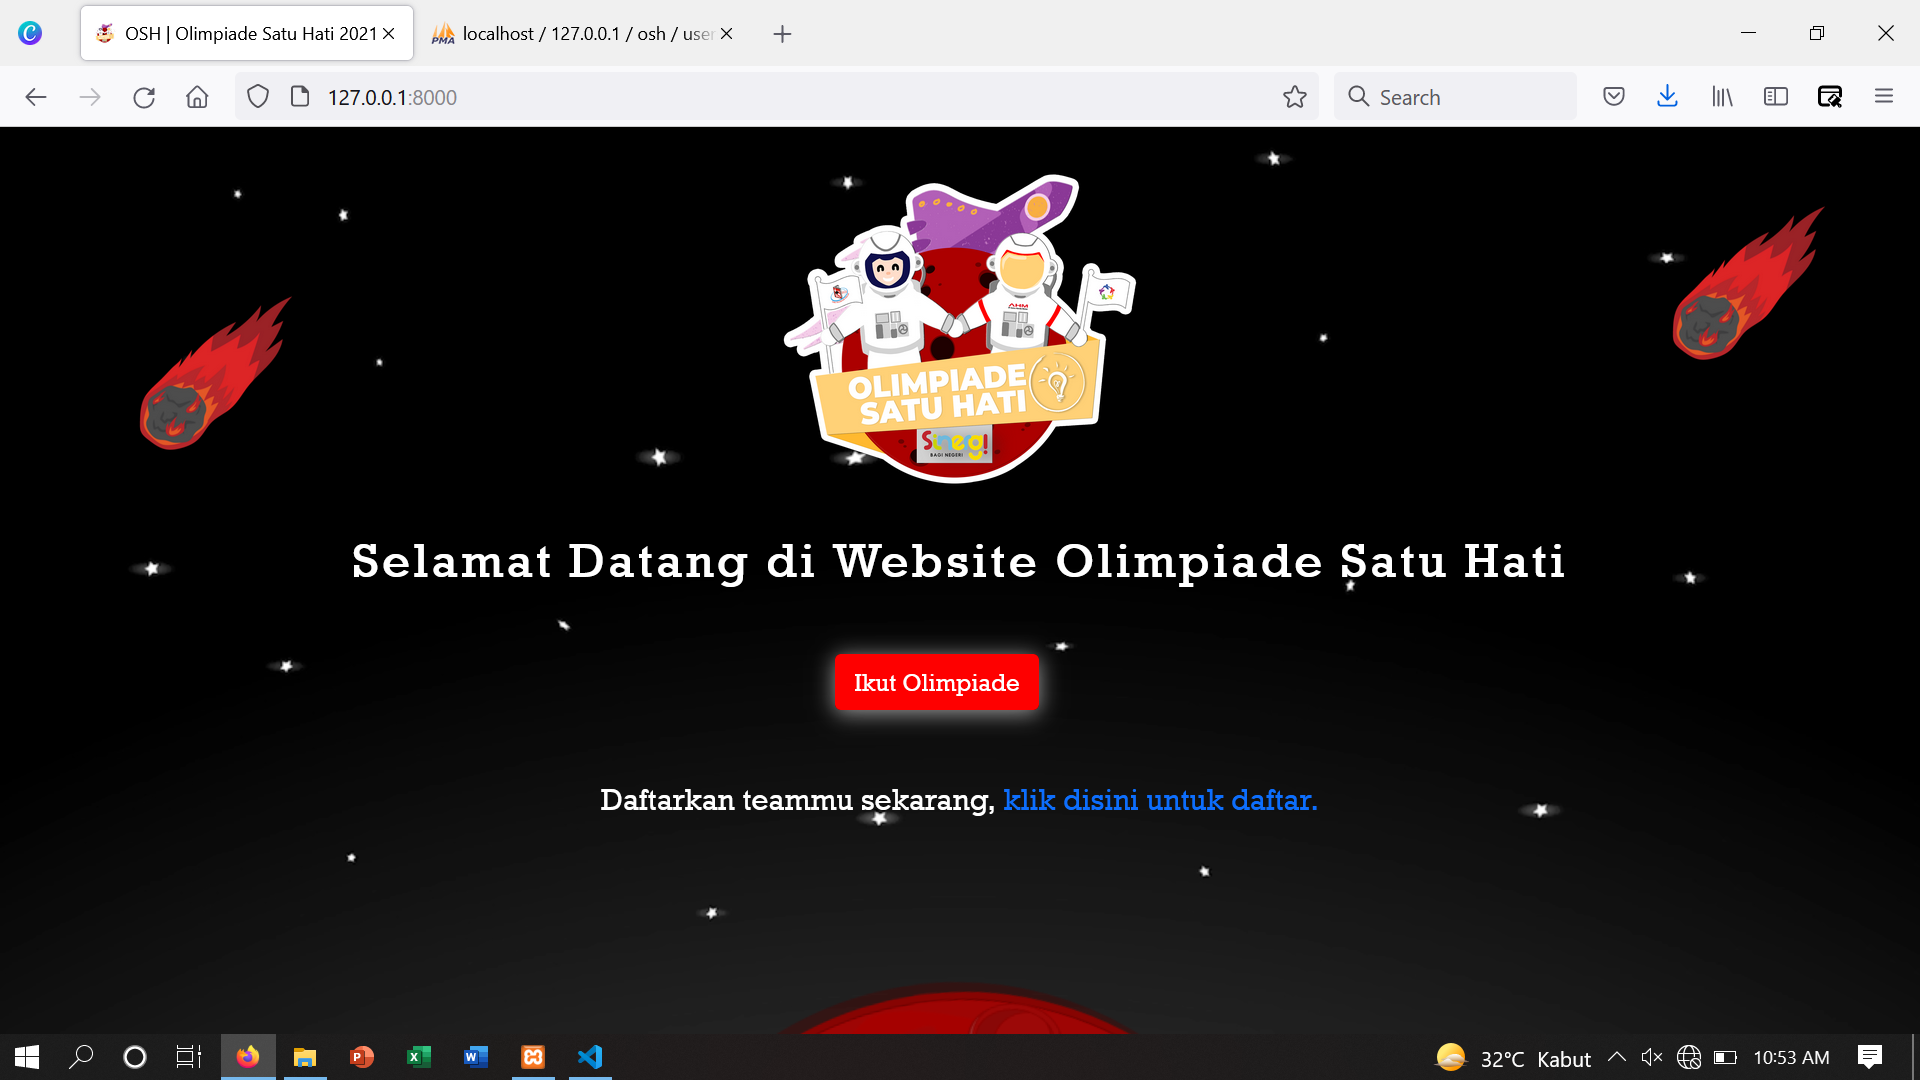 OSH | Olimpiade Satu Hati 2021
localhost / 127.0.0.1 / osh / user
127.0.0.1:8000
Search
AHM
OLIMPIADE
SATU HATI
Sinergi
BAGI NEGERI
Selamat Datang di Website Olimpiade Satu Hati
Ikut Olimpiade
Daftarkan teammu sekarang, klik disini untuk daftar.
32°C Kabut
10:53 AM